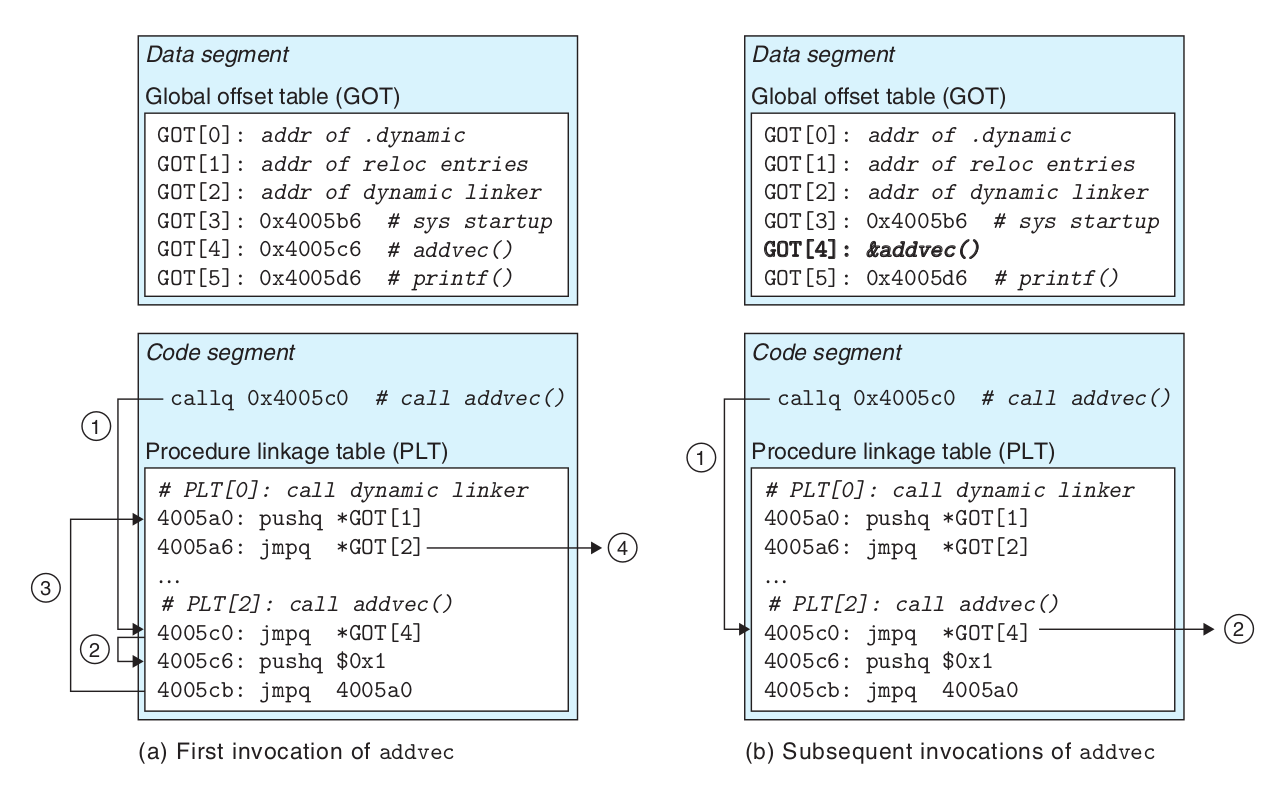 Data segment
Global offset table (GOT)
GOT[0]: addr of .dynamic
GOT[1]: addr of reloc entries
GOT[2]: addr of dynamic linker
GOT[3]: 0x4005b6 # sys startup
GOT[4]: 0x4005c6 # addvec()
GOT[5]: 0x4005d6 # printf()
Code segment
callq 0x4005c0 # call addvec()
1
Procedure linkage table (PLT)
# PLT[0]: call dynamic linker
4005a0: pushq *GOT[1]
4005a6: jmpq *GOT[2]
4
...
3
# PLT[2]: call addvec()
4005c0: jmpq *GOT[4]
2
4005c6: pushq $0x1
4005cb: jmpq 4005a0
(a) First invocation of addvec
Data segment
Global offset table (GOT)
GOT[0]: addr of .dynamic
GOT[1]: addr of reloc entries
GOT[2]: addr of dynamic linker
GOT[3]: 0x4005b6 # sys startup
GOT[4]: &addvec()
GOT[5]: 0x4005d6 # printf()
Code segment
callq 0x4005c0 # call addvec()
1
Procedure linkage table (PLT)
# PLT[0]: call dynamic linker
4005a0: pushq *GOT[1]
4005a6: jmpq *GOT[2]
...
# PLT[2]: call addvec()
4005c0: jmpq *GOT[4]
2
4005c6: pushq $0x1
4005cb: jmpq 4005a0
(b) Subsequent invocations of addvec